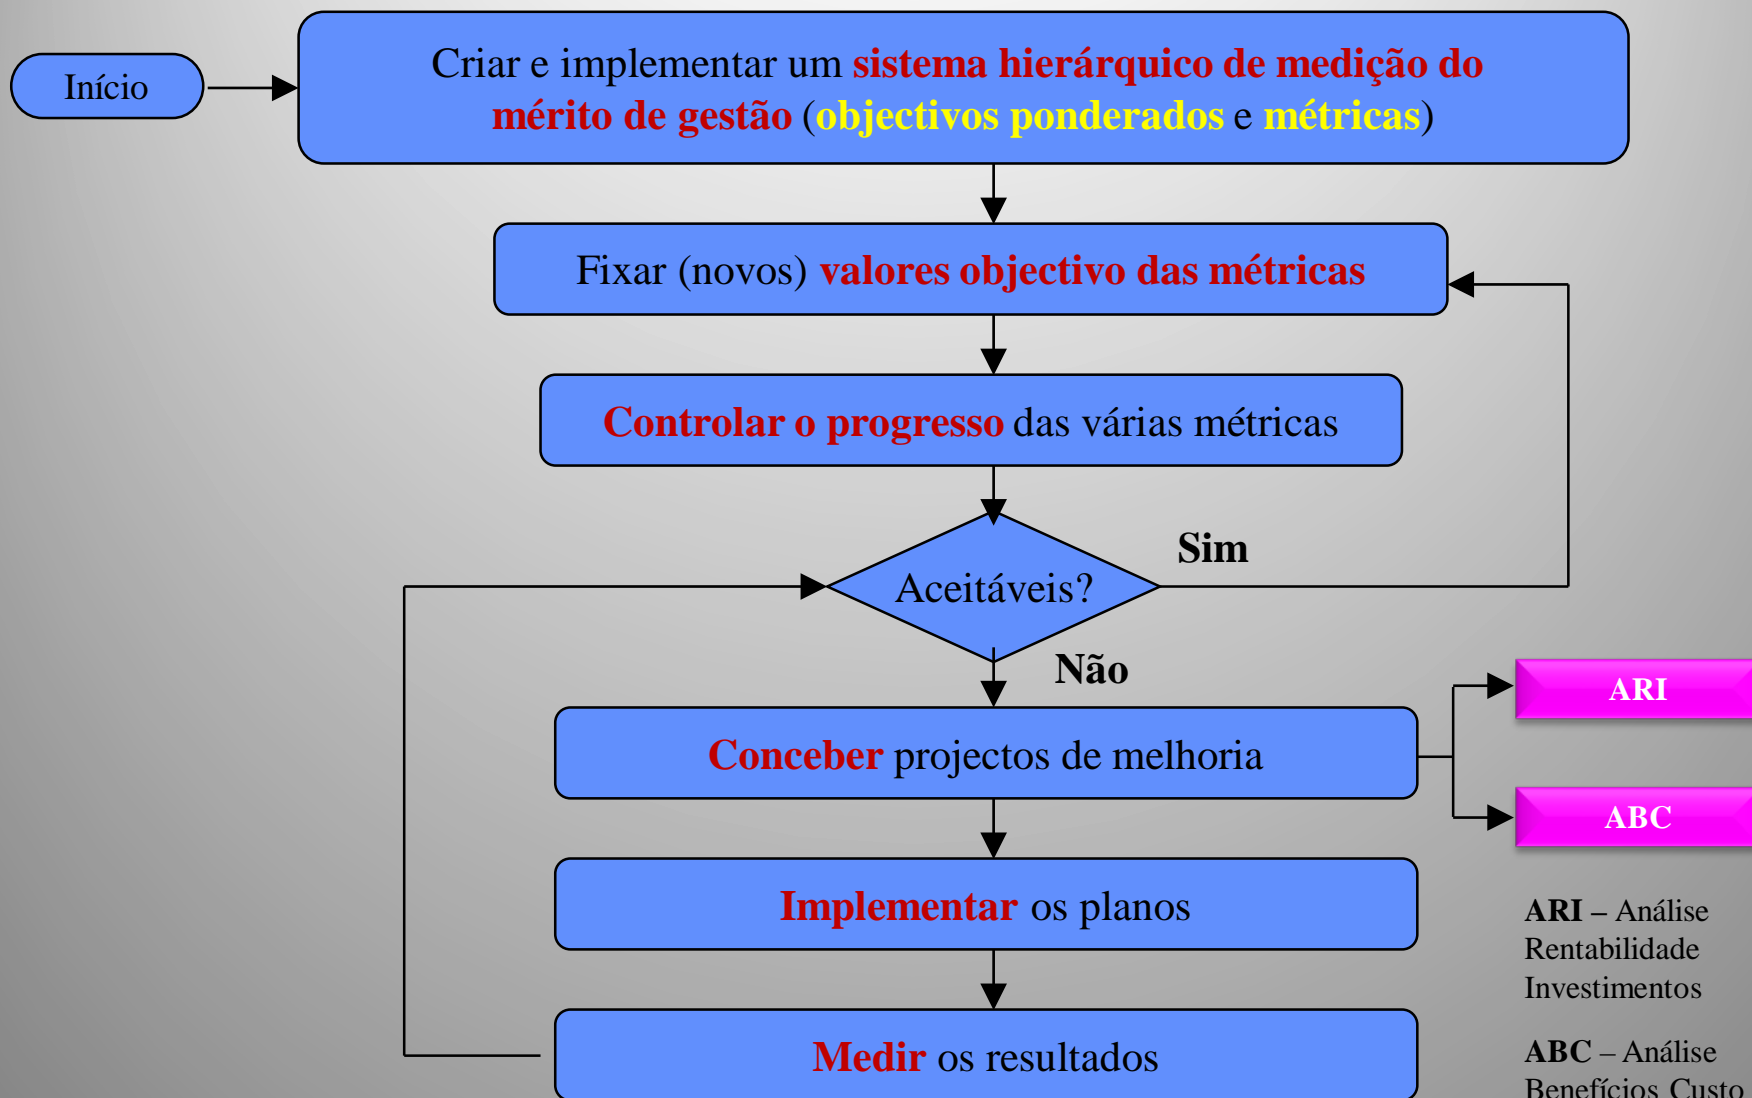 Início
Criar e implementar um sistema hierárquico de medição do
mérito de gestão (objectivos ponderados e métricas)
Fixar (novos) valores objectivo das métricas
Controlar o progresso das várias métricas
Aceitáveis?
Sim
Não
Conceber projectos de melhoria
ARI
ABC
Implementar os planos
Medir os resultados
ARI – Análise
Rentabilidade
Investimentos
ABC – Análise
Benefícios Custo